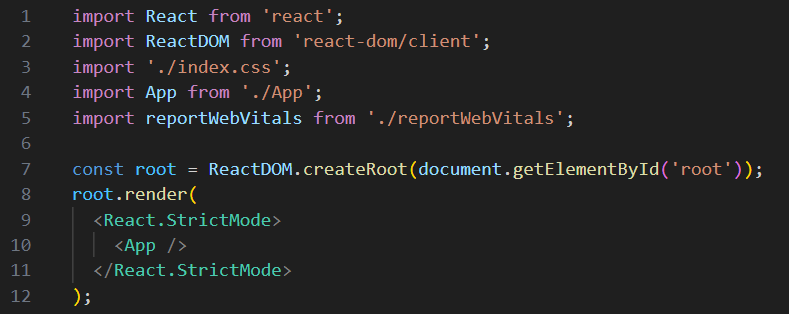 1 import React from 'react';
2 import ReactDOM from 'react-dom/client';
3 import './index.css';
4 import App from './App';
5 import reportWebVitals from './reportWebVitals';
6
7 const root = ReactDOM.createRoot(document.getElementById('root'));
8 root.render(
9   <React.StrictMode>
10     <App />
11   </React.StrictMode>
12 );